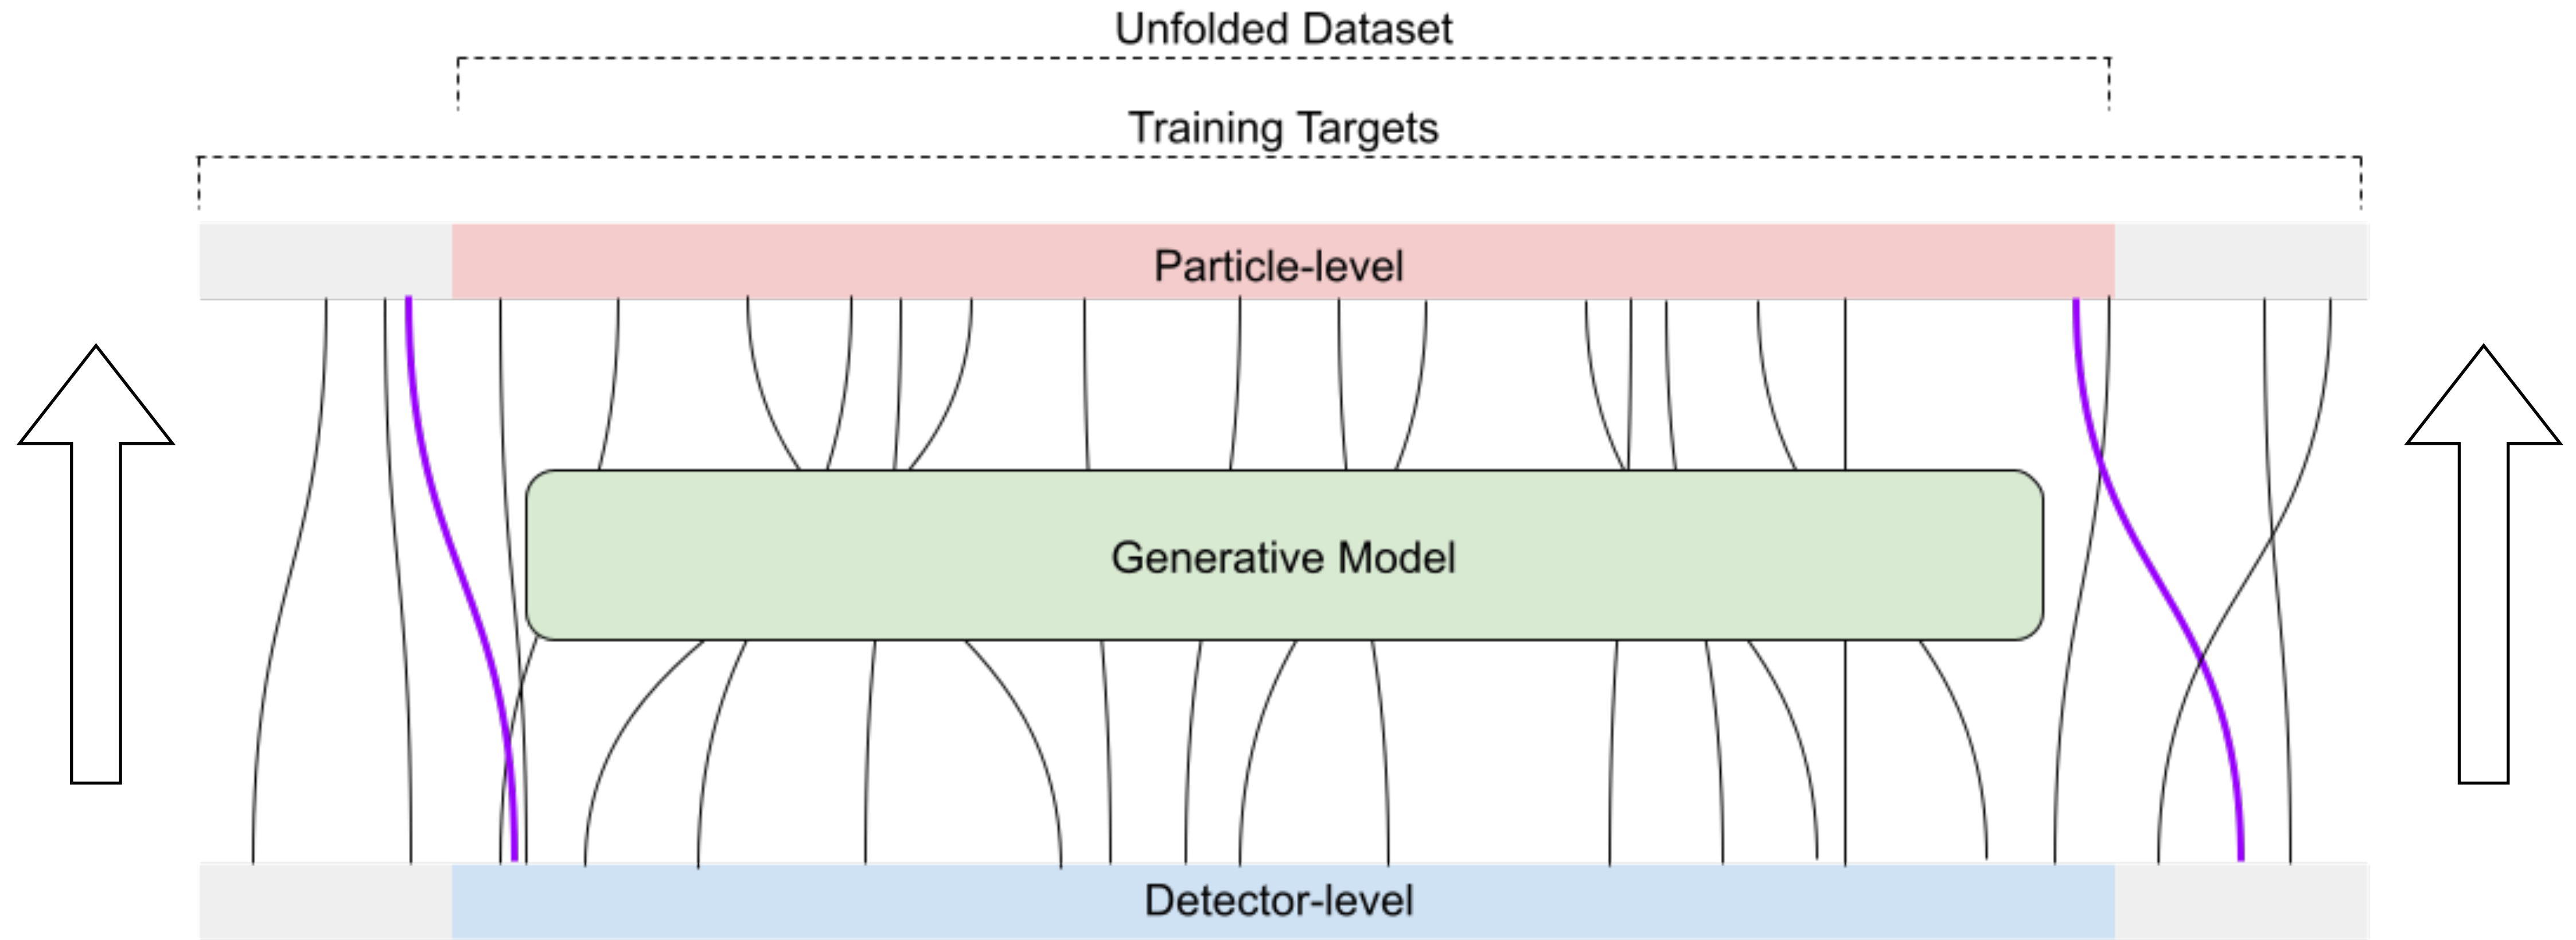 Unfolded Dataset
Training Targets
Particle-level
Generative Model
Detector-level